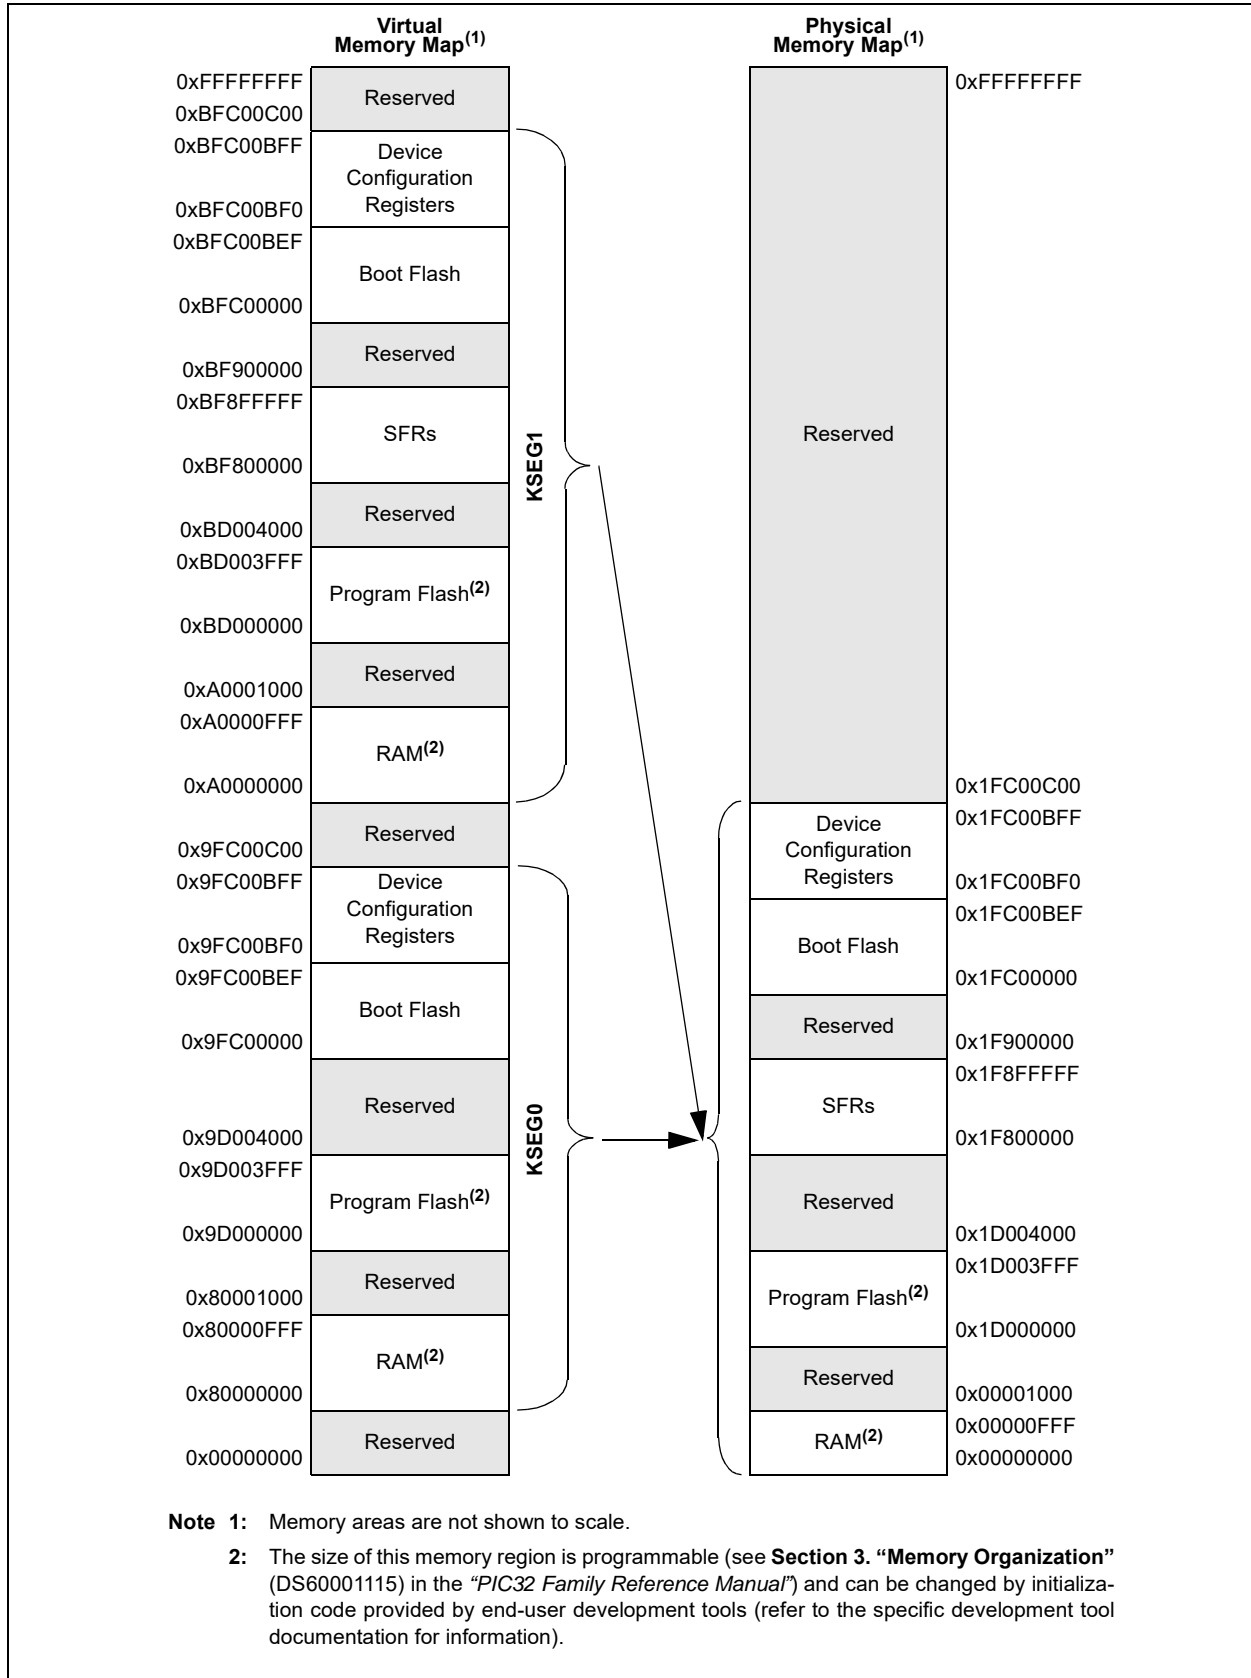 Virtual
Memory Map(1)
Physical
Memory Map(1)
0xFFFFFFFF
Reserved
0xBFC00C00
0xBFC00BFF
Device
Configuration
Registers
0xBFC00BF0
0xBFC00BEF
Boot Flash
0xBFC00000
Reserved
0xBF900000
0xBF8FFFFF
SFRs
0xBF800000
Reserved
0xBD004000
0xBD003FFF
Program Flash(2)
0xBD000000
Reserved
0xA0001000
0xA0000FFF
RAM(2)
0xA0000000
Reserved
0x9FC00C00
0x9FC00BFF
Device
Configuration
Registers
0x9FC00BF0
0x9FC00BEF
Boot Flash
0x9FC00000
Reserved
0x9D004000
0x9D003FFF
Program Flash(2)
0x9D000000
Reserved
0x80001000
0x80000FFF
RAM(2)
0x80000000
Reserved
0x00000000
KSEG1
KSEG0
0xFFFFFFFF
Reserved
0x1FC00C00
0x1FC00BFF
Device
Configuration
Registers
0x1FC00BF0
0x1FC00BEF
Boot Flash
0x1FC00000
Reserved
0x1F900000
0x1F8FFFFF
SFRs
0x1F800000
Reserved
0x1D004000
0x1D003FFF
Program Flash(2)
0x1D000000
Reserved
0x00001000
0x00000FFF
RAM(2)
0x00000000
Note 1: Memory areas are not shown to scale.
2: The size of this memory region is programmable (see Section 3. “Memory Organization”
(DS60001115) in the “PIC32 Family Reference Manual”) and can be changed by initializa-
tion code provided by end-user development tools (refer to the specific development tool
documentation for information).